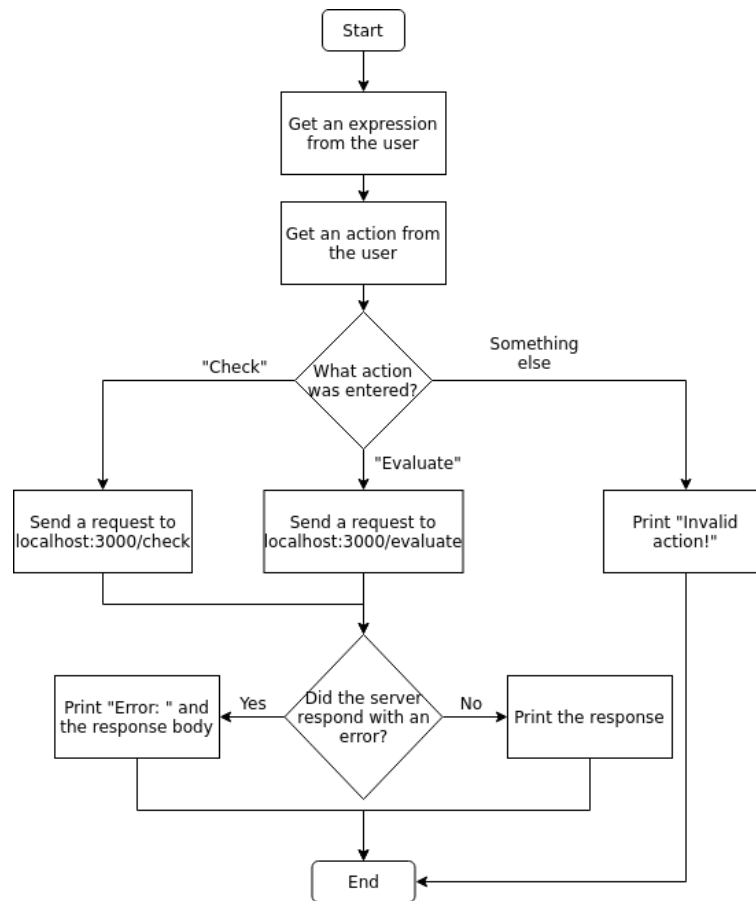 Start
Get an expression
from the user
Get an action from
the user
What action
was entered?
"Check"
Something
else
"Evaluate"
Send a request to
localhost:3000/check
Send a request to
localhost:3000/evaluate
Print "Invalid
action!"
Did the server
respond with an
error?
Yes
No
Print "Error: " and
the response body
Print the response
End